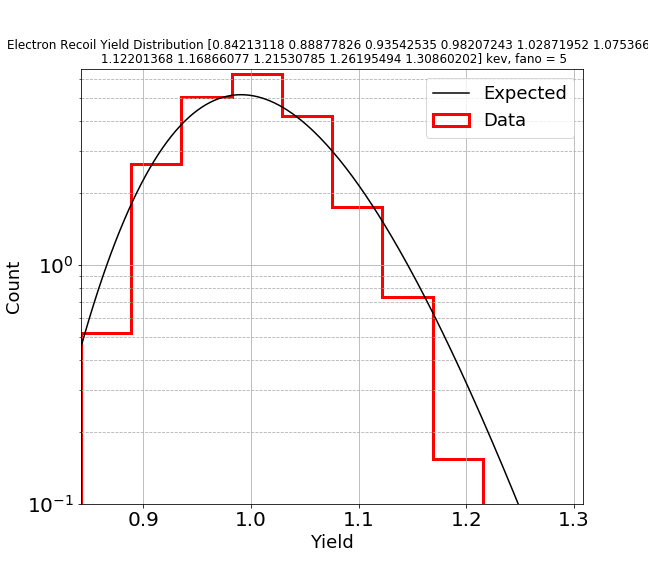 Electron Recoil Yield Distribution [0.84213118 0.88877826 0.93542535 0.98207243 1.02871952 1.075366
1.12201368 1.16866077 1.21530785 1.26195494 1.30860202] kev, fano = 5
Expected
Data
Count
10⁰
10⁻¹
0.9 1.0 1.1 1.2 1.3
Yield